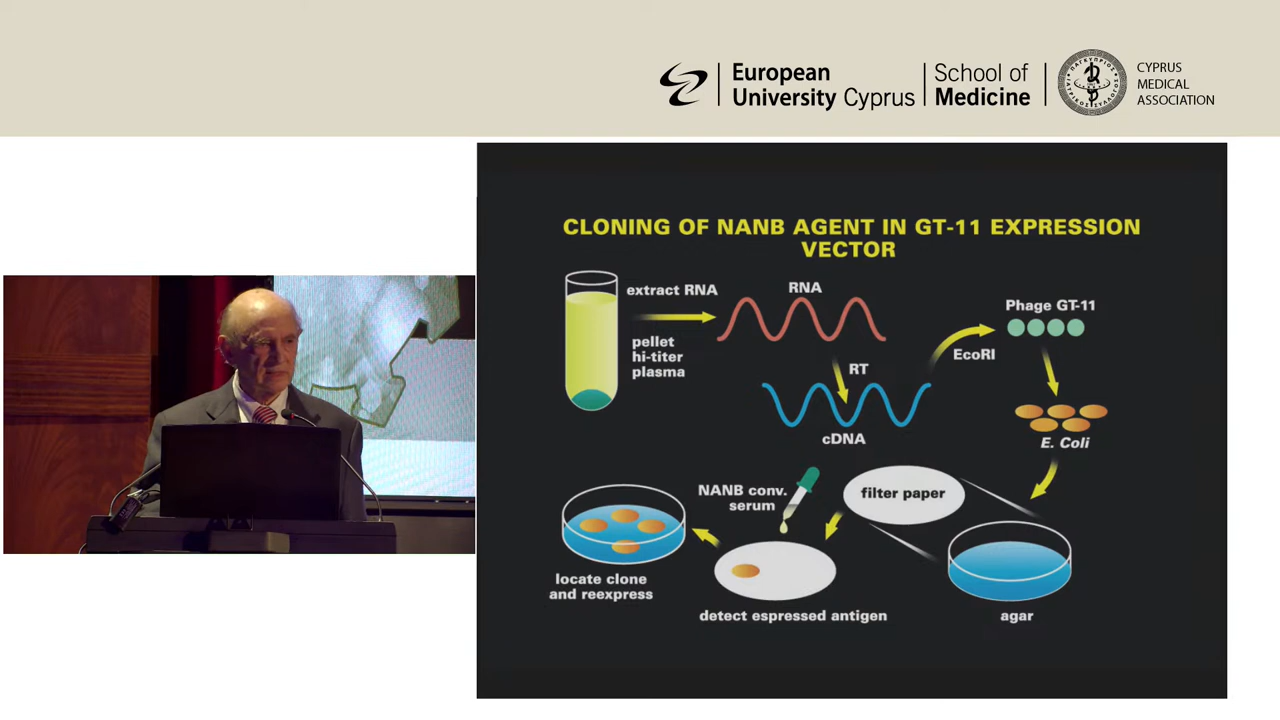 European
University Cyprus
School of
Medicine
CYPRUS
MEDICAL
ASSOCIATION
CLONING OF NANB AGENT IN GT-11 EXPRESSION
VECTOR
extract RNA
pellet
hi-titer
plasma
RNA
RT
cDNA
EcoRI
Phage GT-11
E. Coli
agar
filter paper
NANB conv.
serum
detect espressed antigen
locate clone
and reexpress